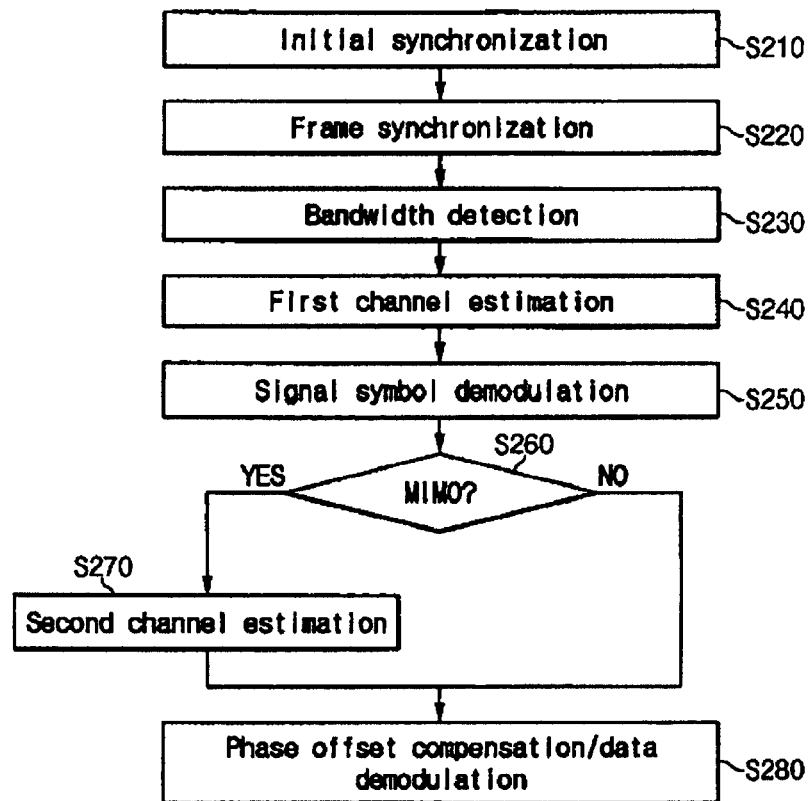 Initial synchronization
S210
Frame synchronization
S220
Bandwidth detection
S230
First channel estimation
S240
Signal symbol demodulation
S250
S260
YES
MIMO?
NO
S270
Second channel estimation
Phase offset compensation/data
demodulation
S280